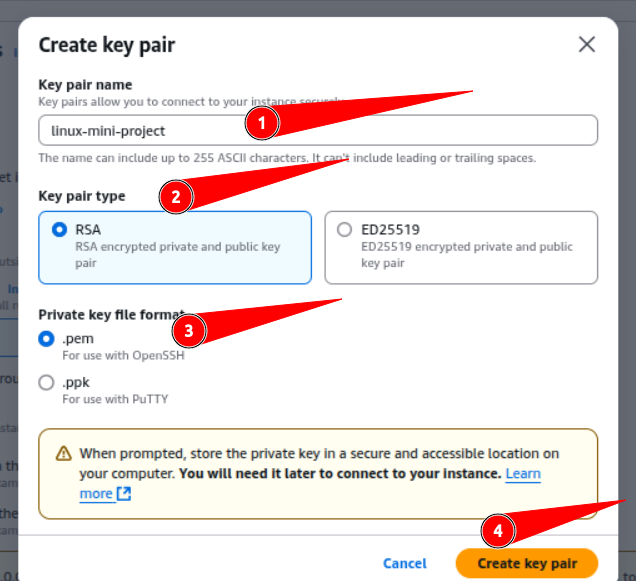 Create key pair
Key pair name
Key pairs allow you to connect to your instance securely.
1
linux-mini-project
The name can include up to 255 ASCII characters. It can't include leading or trailing spaces.
2
Key pair type
RSA
RSA encrypted private and public key
pair
ED25519
ED25519 encrypted private and public
key pair
Private key file format
3
.pem
For use with OpenSSH
.ppk
For use with PuTTY
When prompted, store the private key in a secure and accessible location on
your computer. You will need it later to connect to your instance. Learn
more
4
Cancel
Create key pair